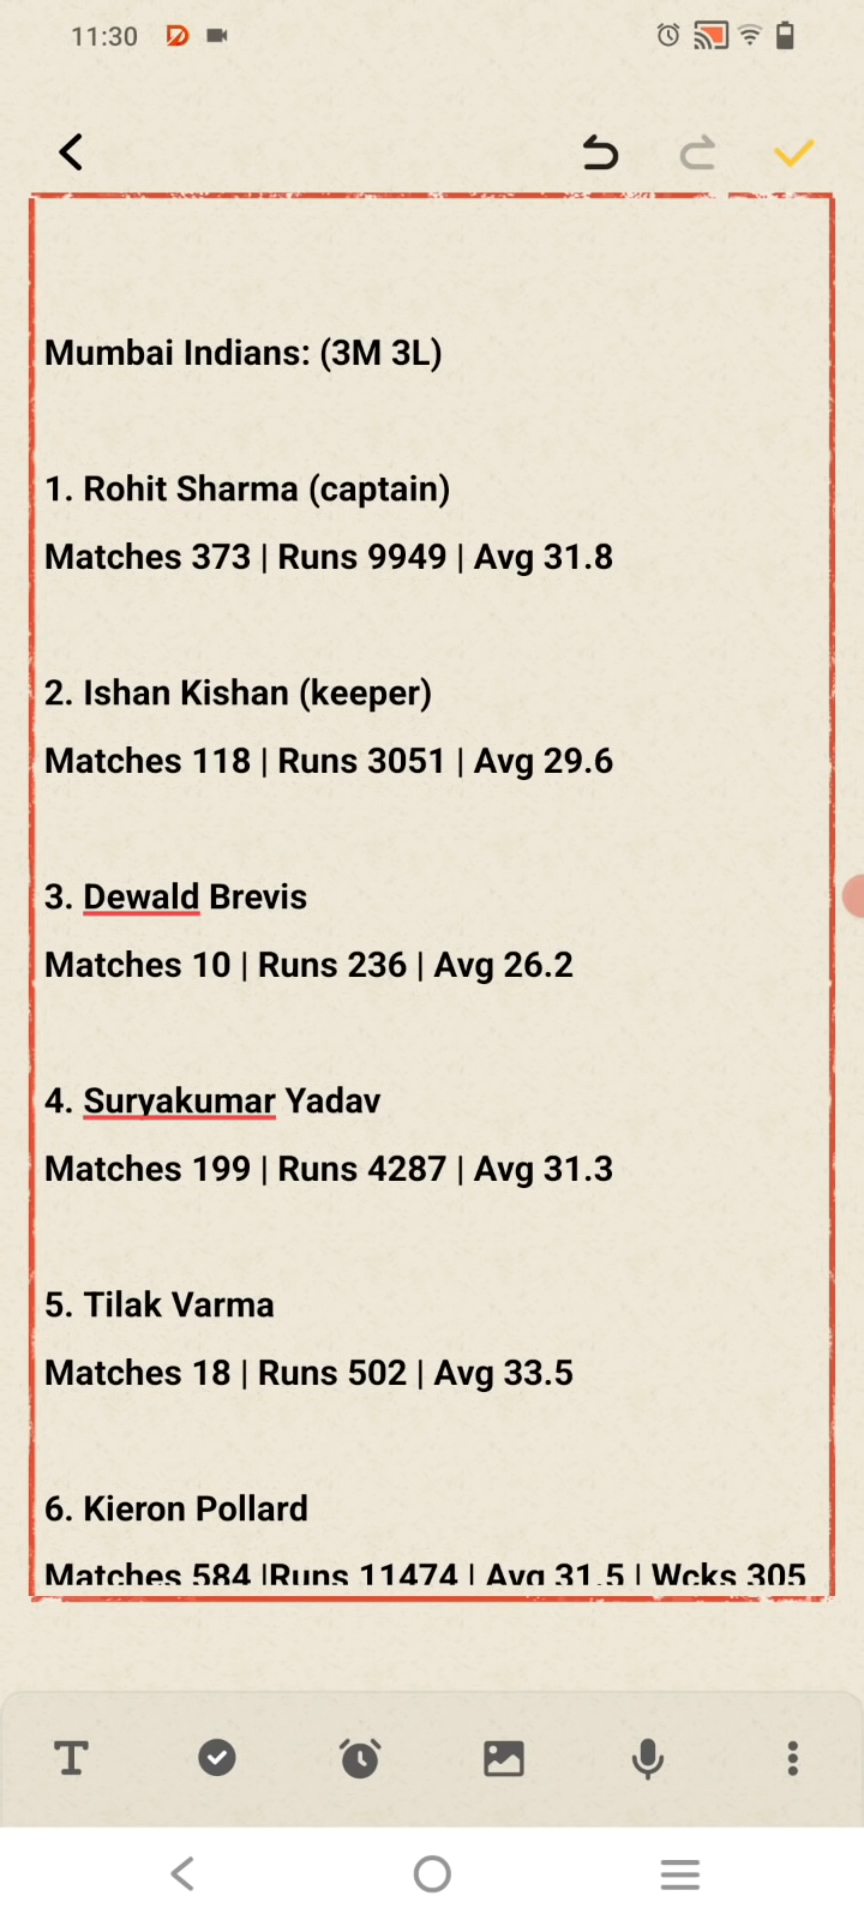 11:30
Mumbai Indians: (3M 3L)
1. Rohit Sharma (captain)
Matches 373 | Runs 9949 | Avg 31.8
2. Ishan Kishan (keeper)
Matches 118 | Runs 3051 | Avg 29.6
3. Dewald Brevis
Matches 10 | Runs 236 | Avg 26.2
4. Suryakumar Yadav
Matches 199 | Runs 4287 | Avg 31.3
5. Tilak Varma
Matches 18 | Runs 502 | Avg 33.5
6. Kieron Pollard
Matches 584 |Runs 11474 | Avg 31.5 | Wcks 305